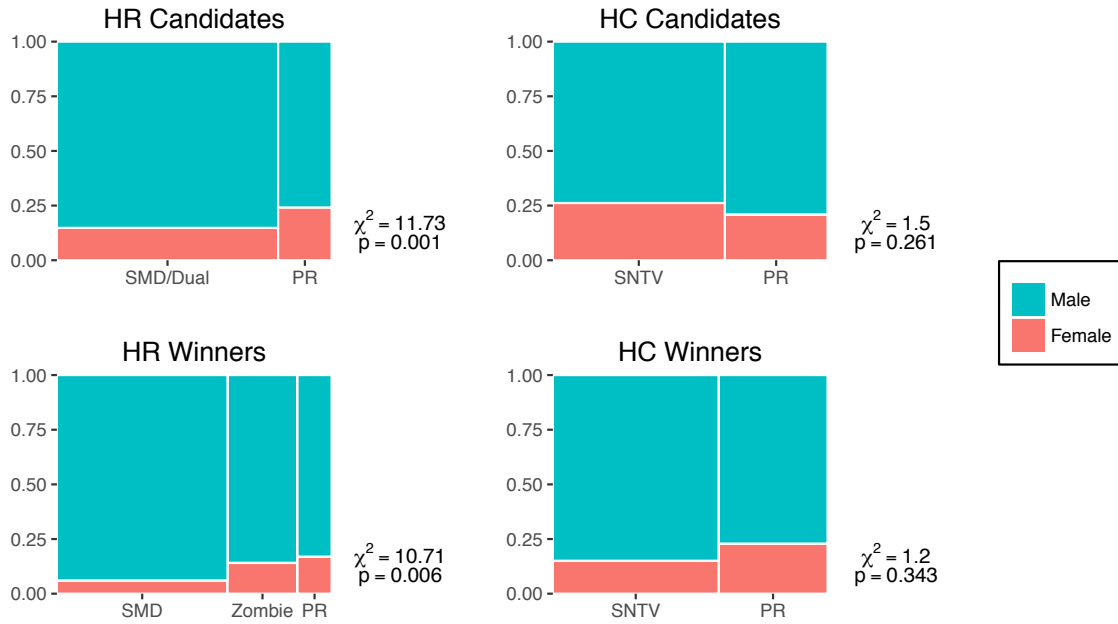 HR Candidates
1.00
0.75
0.50
0.25
0.00
SMD/Dual PR
χ² = 11.73
p = 0.001
HC Candidates
1.00
0.75
0.50
0.25
0.00
SNTV PR
χ² = 1.5
p = 0.261
Male
Female
HR Winners
1.00
0.75
0.50
0.25
0.00
SMD Zombie PR
χ² = 10.71
p = 0.006
HC Winners
1.00
0.75
0.50
0.25
0.00
SNTV PR
χ² = 1.2
p = 0.343